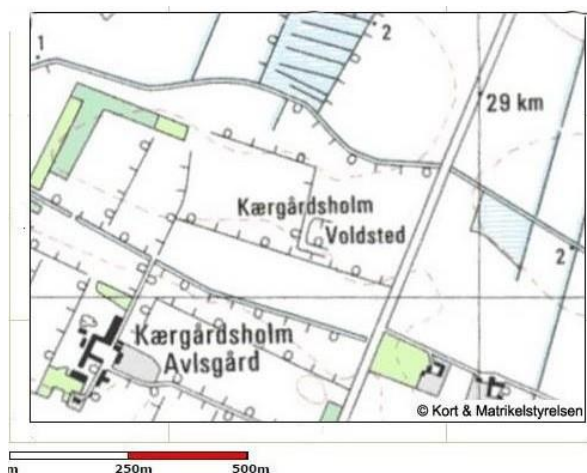 1
2
29 km
Kærgårdsholm
Voldsted
2
Kærgårdsholm
Avlsgård
© Kort & Matrikelstyrelsen
m 250m 500m